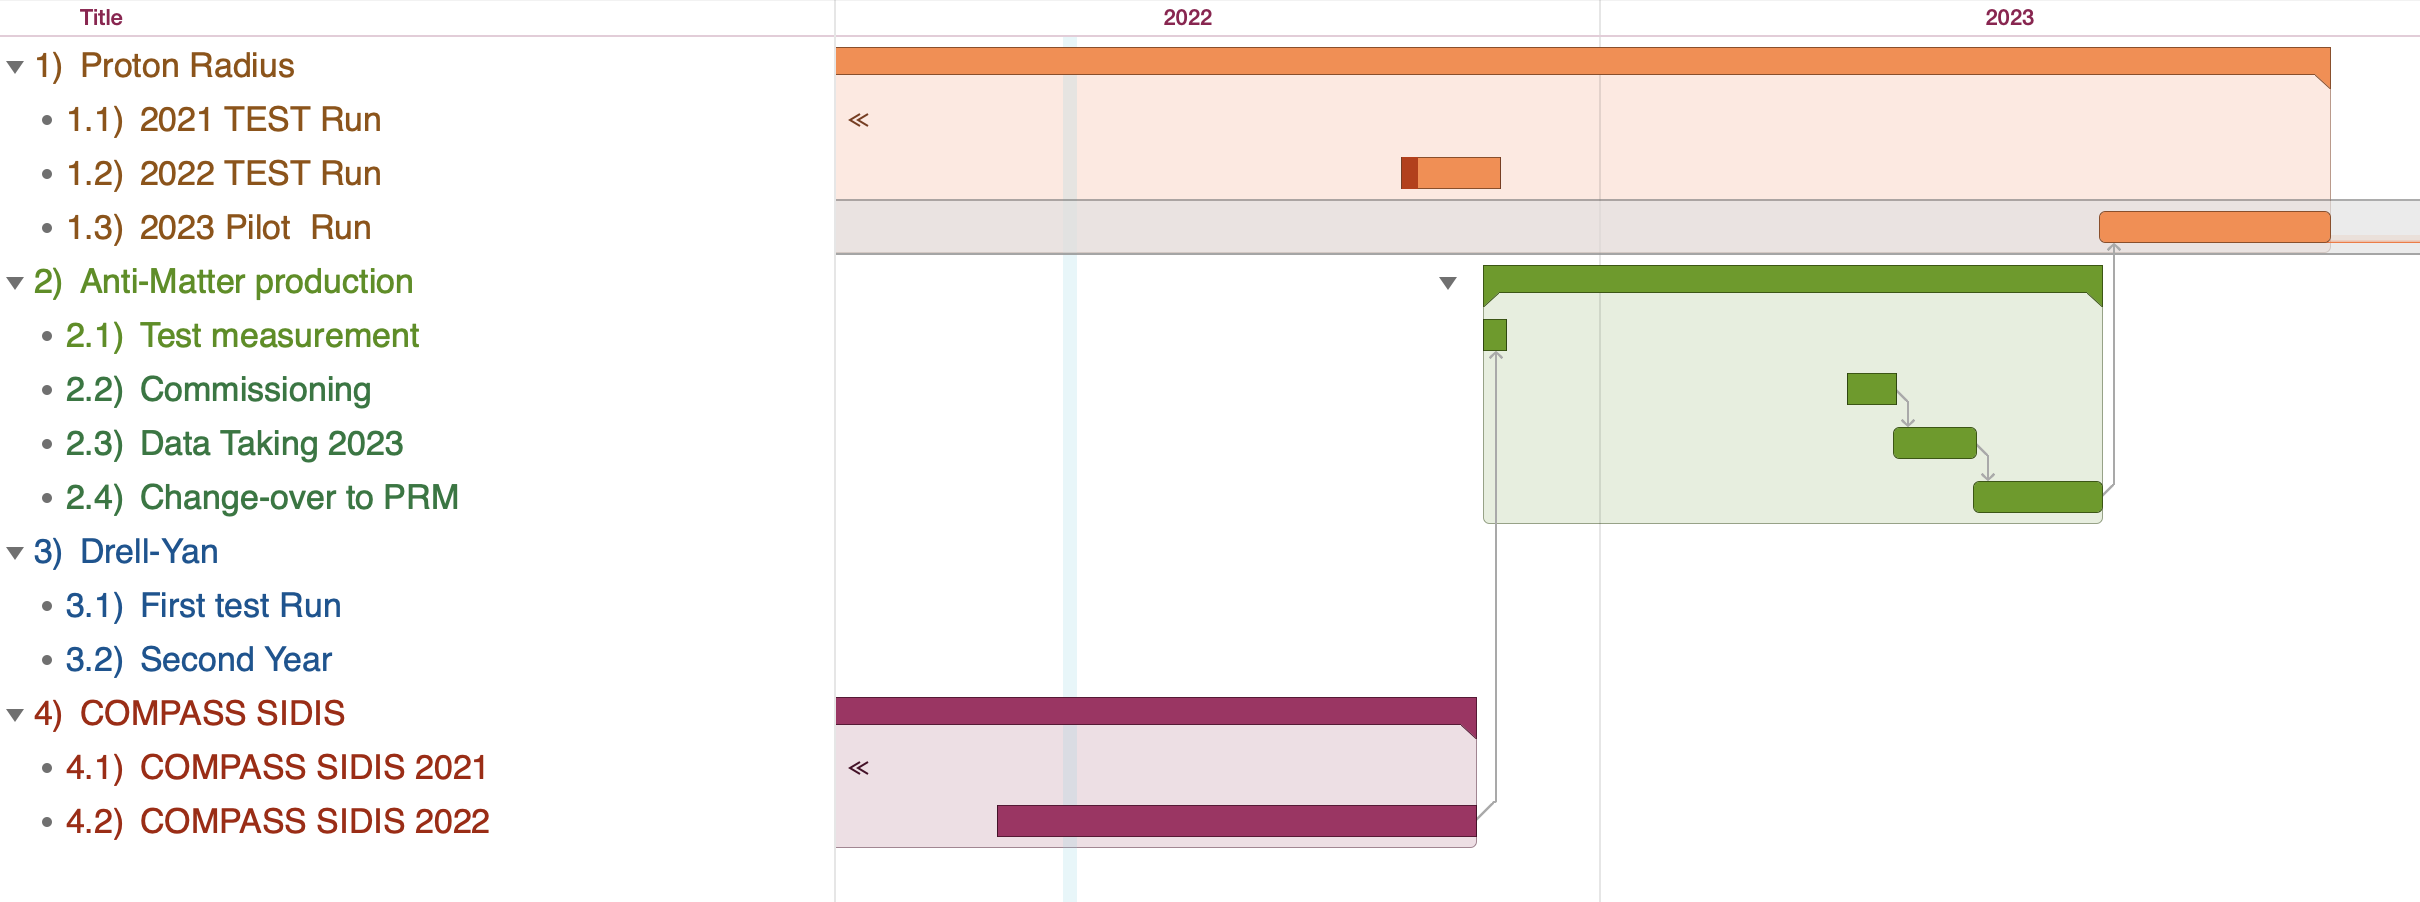 Title 2022 2023
1) Proton Radius
1.1) 2021 TEST Run
1.2) 2022 TEST Run
1.3) 2023 Pilot  Run
2) Anti-Matter production
2.1) Test measurement
2.2) Commissioning
2.3) Data Taking 2023
2.4) Change-over to PRM
3) Drell-Yan
3.1) First test Run
3.2) Second Year
4) COMPASS SIDIS
4.1) COMPASS SIDIS 2021
4.2) COMPASS SIDIS 2022